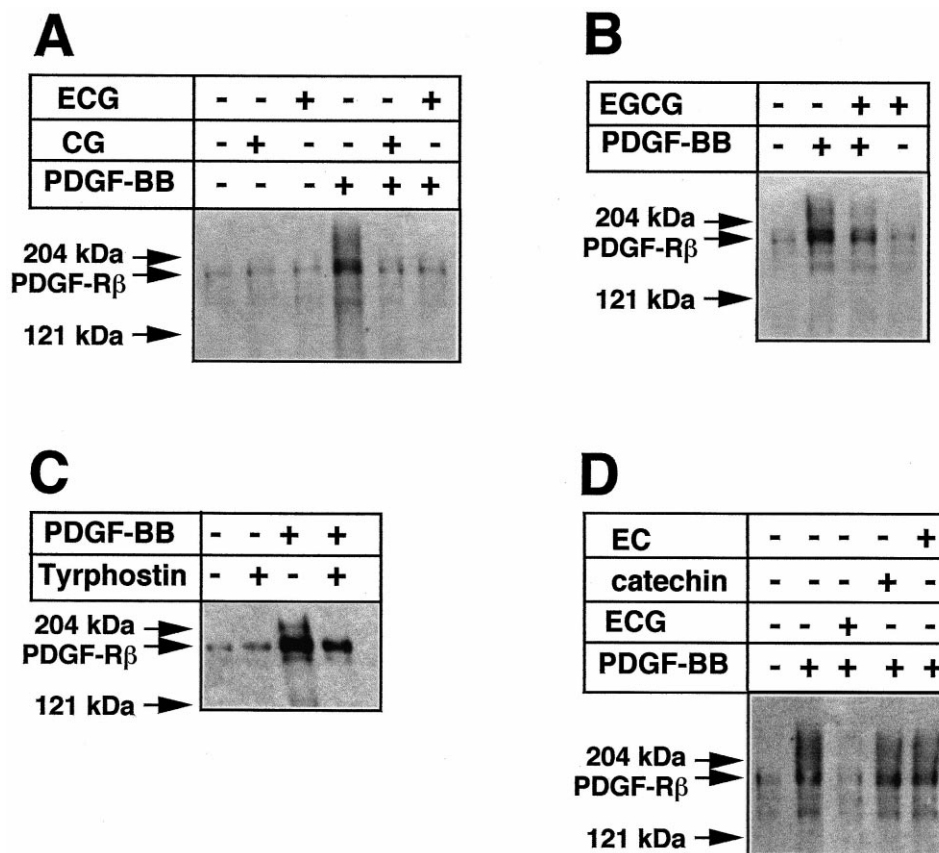 A
ECG - - + - - +
CG - + - - + -
PDGF-BB - - - + + +
204 kDa
PDGF-Rβ
121 kDa
B
EGCG - - + +
PDGF-BB - + + -
204 kDa
PDGF-Rβ
121 kDa
C
PDGF-BB - - + +
Tyrphostin - + - +
204 kDa
PDGF-Rβ
121 kDa
D
EC - - - - +
catechin - - - + -
ECG - - + - -
PDGF-BB - + + + +
204 kDa
PDGF-Rβ
121 kDa